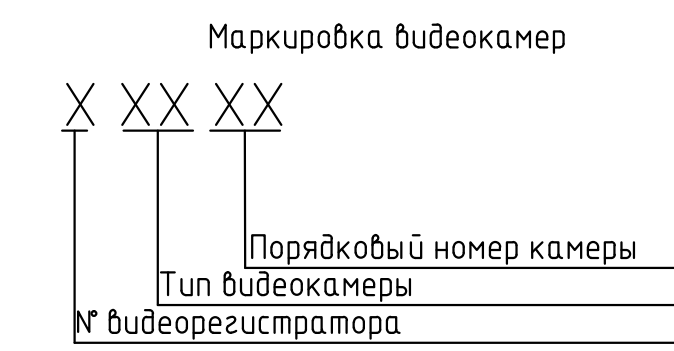 Маркировка видеокамер
X XX XX
Порядковый номер камеры
Тип видеокамеры
№ видеорегистратора